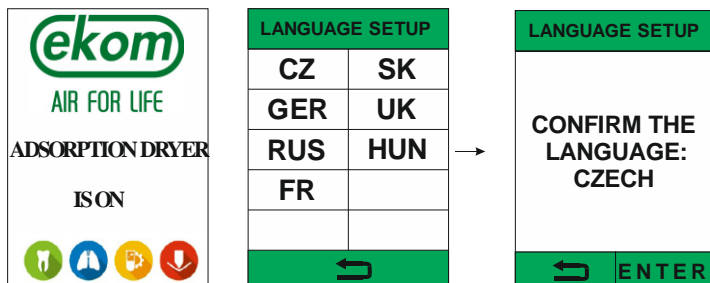 ekom
AIR FOR LIFE
ADSORPTION DRYER
IS ON
LANGUAGE SETUP
CZ SK
GER UK
RUS HUN
FR
LANGUAGE SETUP
CONFIRM THE
LANGUAGE:
CZECH
ENTER